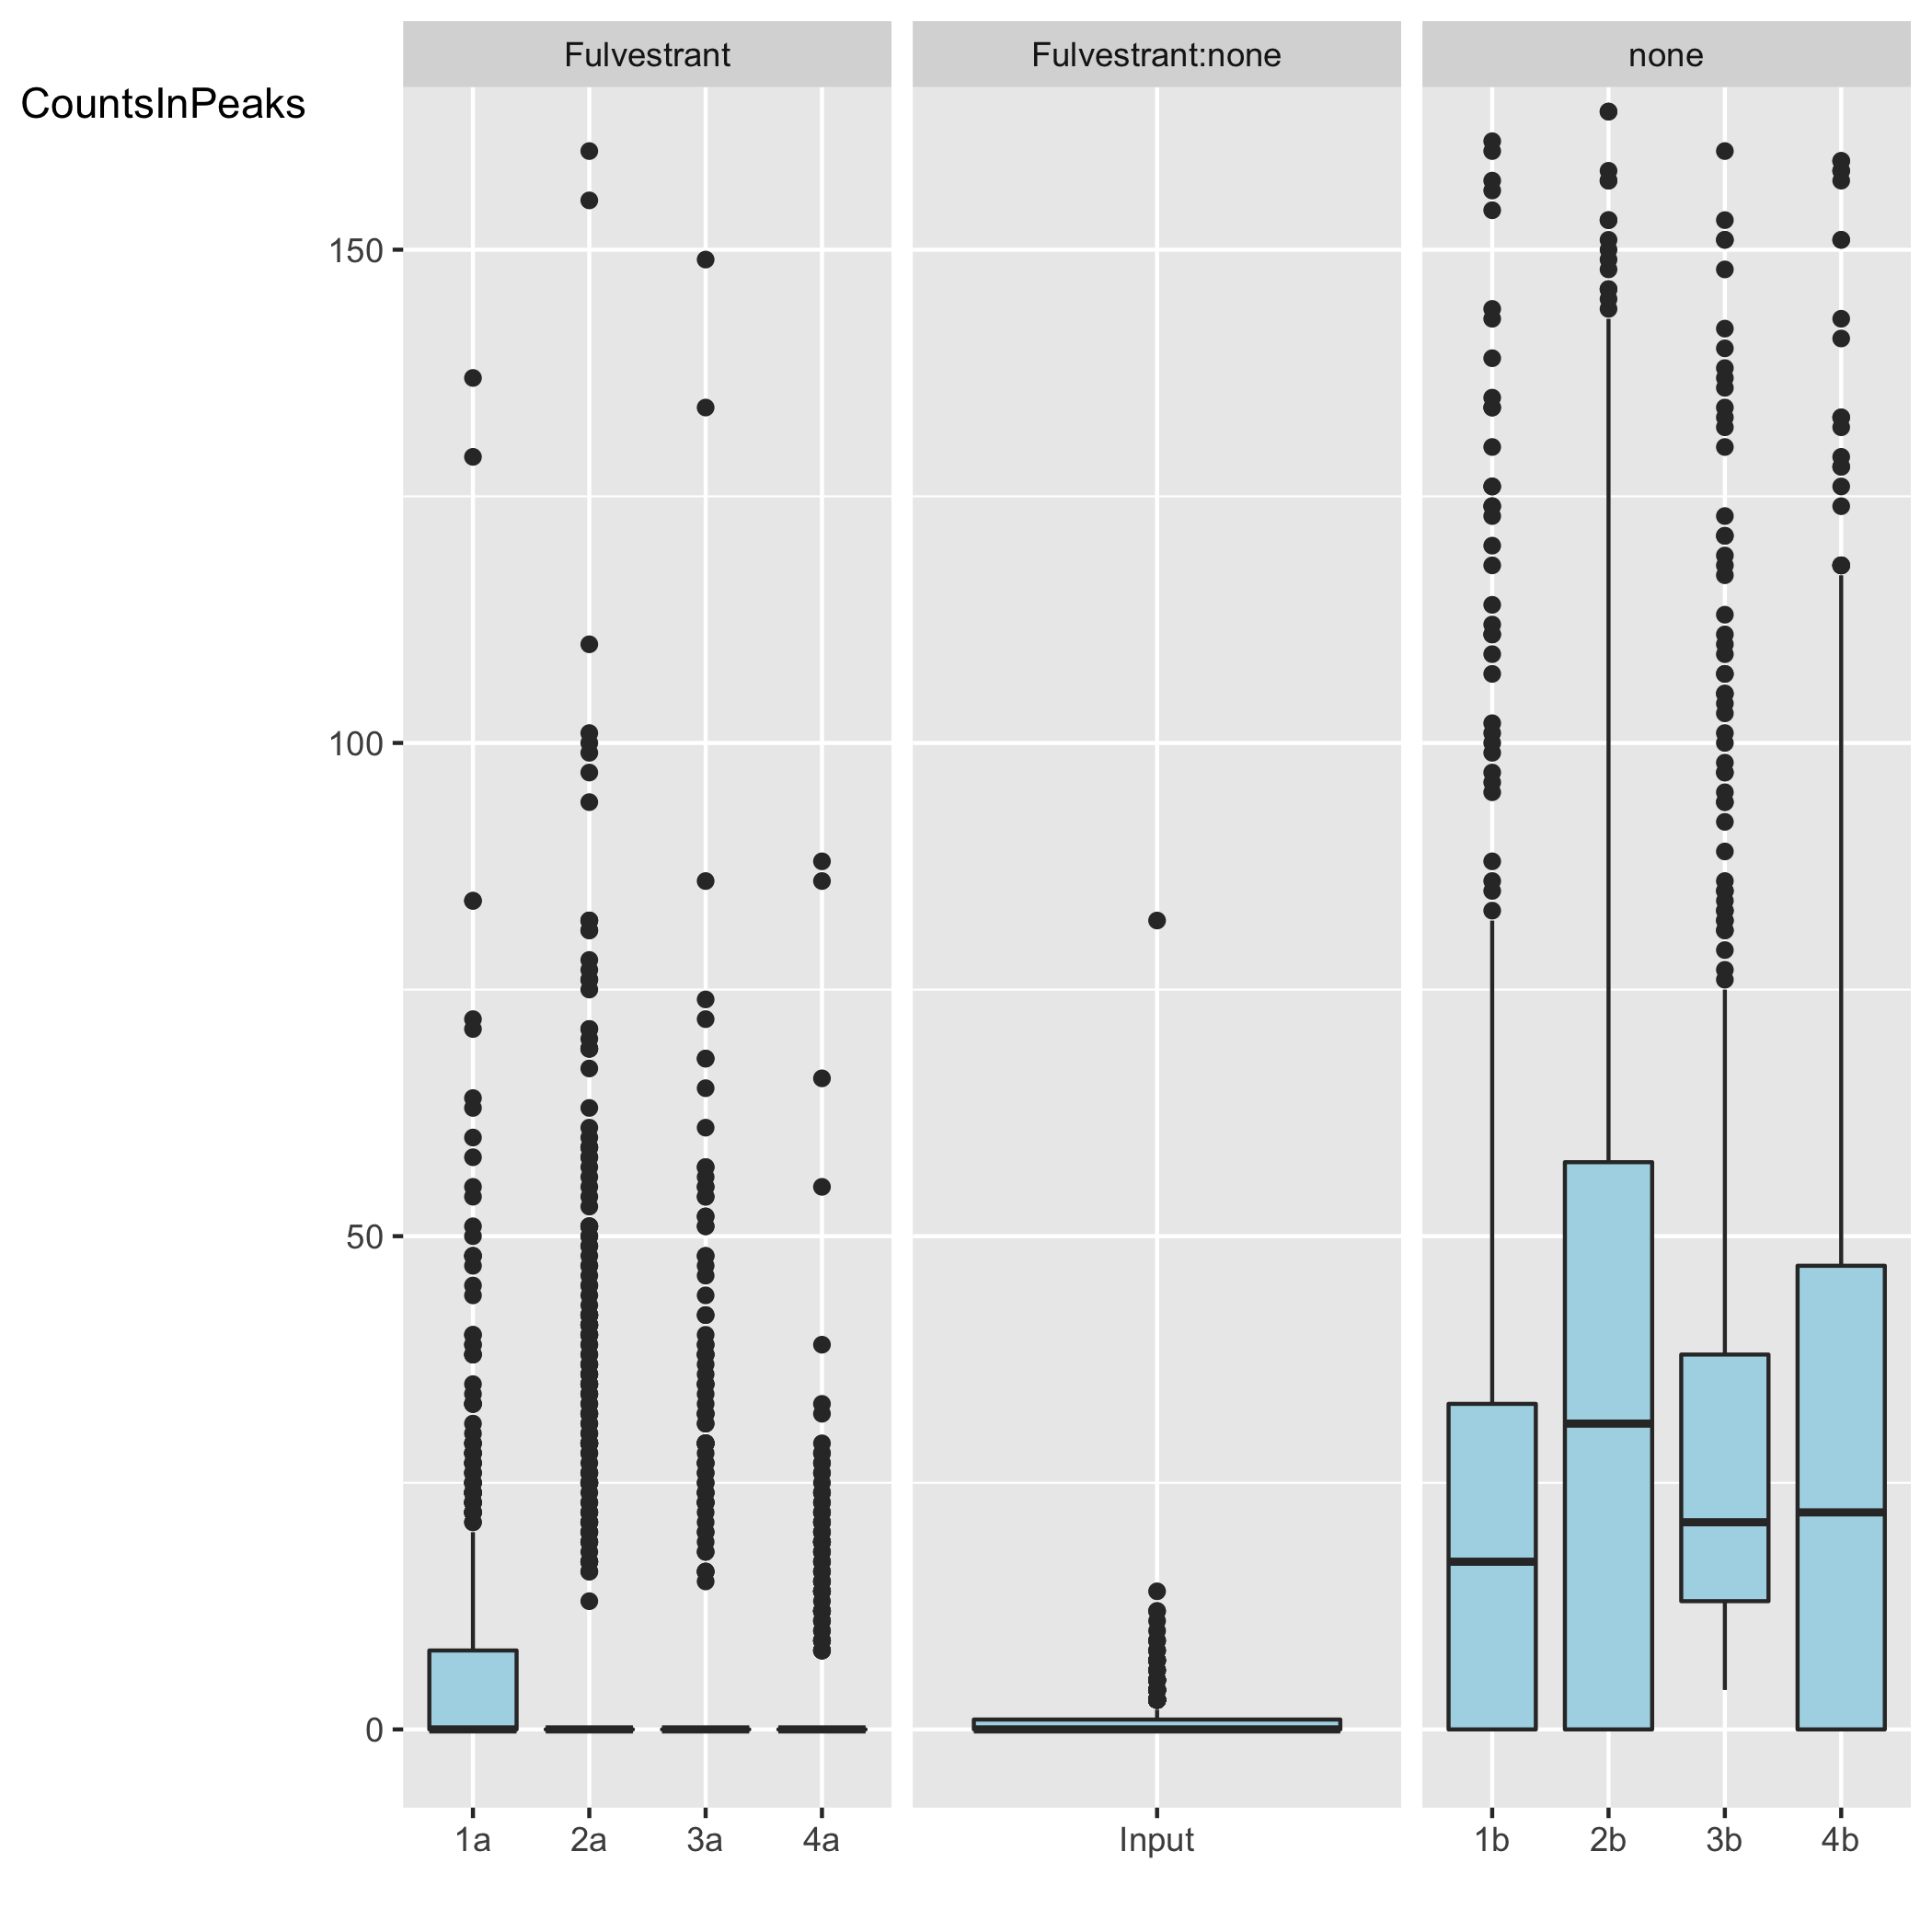 Fulvestrant
Fulvestrant:none
none
CountsInPeaks
150
100
50
0
1a
2a
3a
4a
Input
1b
2b
3b
4b